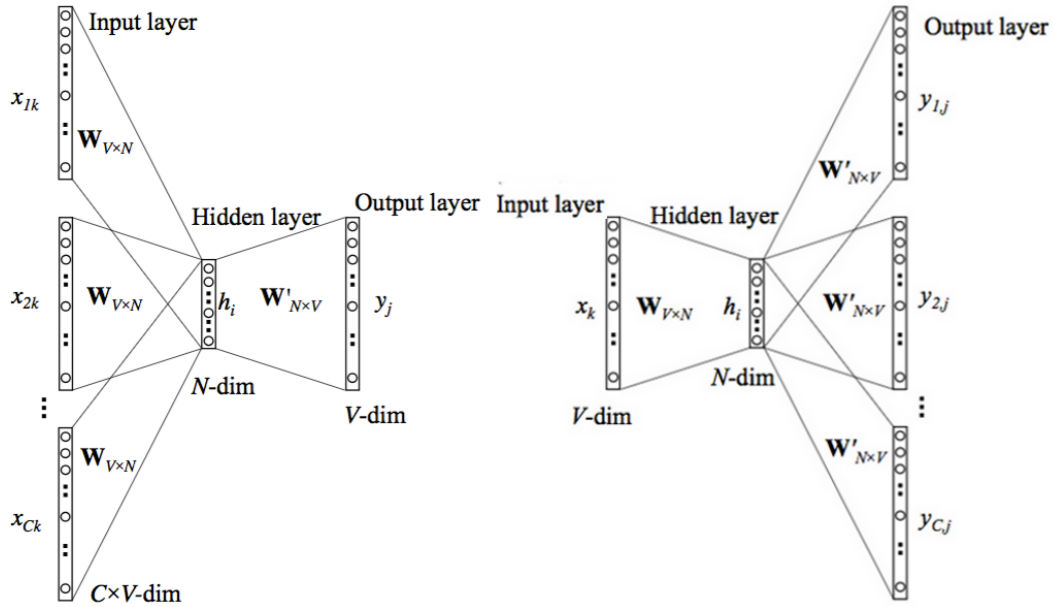 Input layer
x1k
WV×N
Hidden layer
Output layer
x2k
WV×N
hi
W'N×V
yj
N-dim
V-dim
⋮
WV×N
xCk
C×V-dim
Output layer
y1,j
W'N×V
Input layer
Hidden layer
xk
WV×N
hi
W'N×V
y2,j
N-dim
V-dim
⋮
W'N×V
yC,j